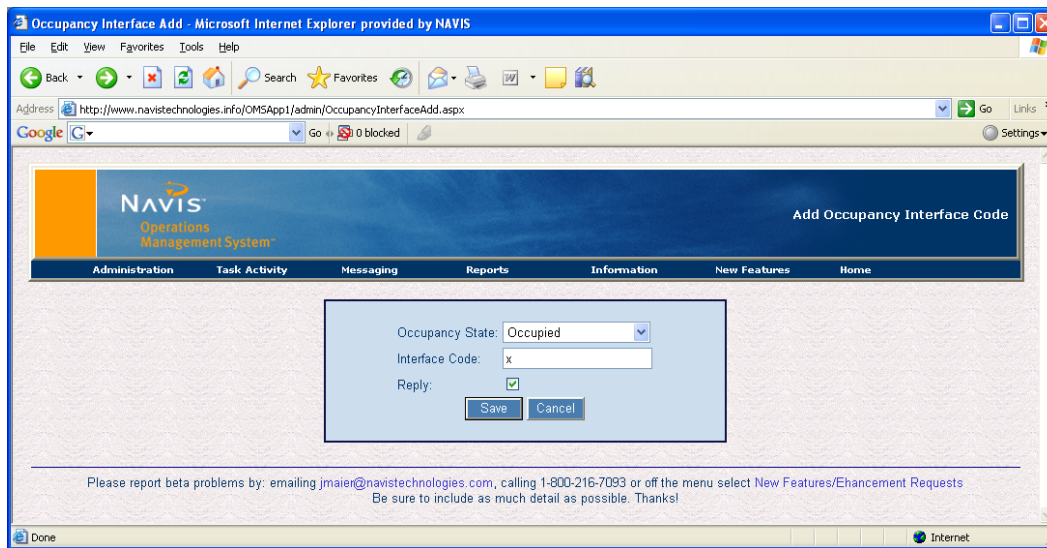 Occupancy Interface Add - Microsoft Internet Explorer provided by NAVIS
File Edit View Favorites Tools Help
Back Search Favorites
Address http://www.navistechnologies.info/OMSApp1/admin/OccupancyInterfaceAdd.aspx Go Links
Google G Go 0 blocked Settings
NAVIS
Operations
Management System
Add Occupancy Interface Code
Administration Task Activity Messaging Reports Information New Features Home
Occupancy State: Occupied
Interface Code: x
Reply:
Save Cancel
Please report beta problems by: emailing jmaier@navistechnologies.com, calling 1-800-216-7093 or off the menu select New Features/Ehancement Requests
Be sure to include as much detail as possible. Thanks!
Done Internet